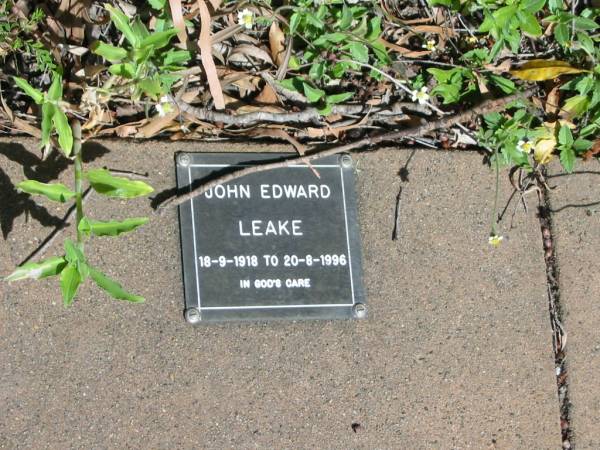 JOHN EDWARD
LEAKE
18-9-1918 TO 20-8-1996
IN GOD'S CARE